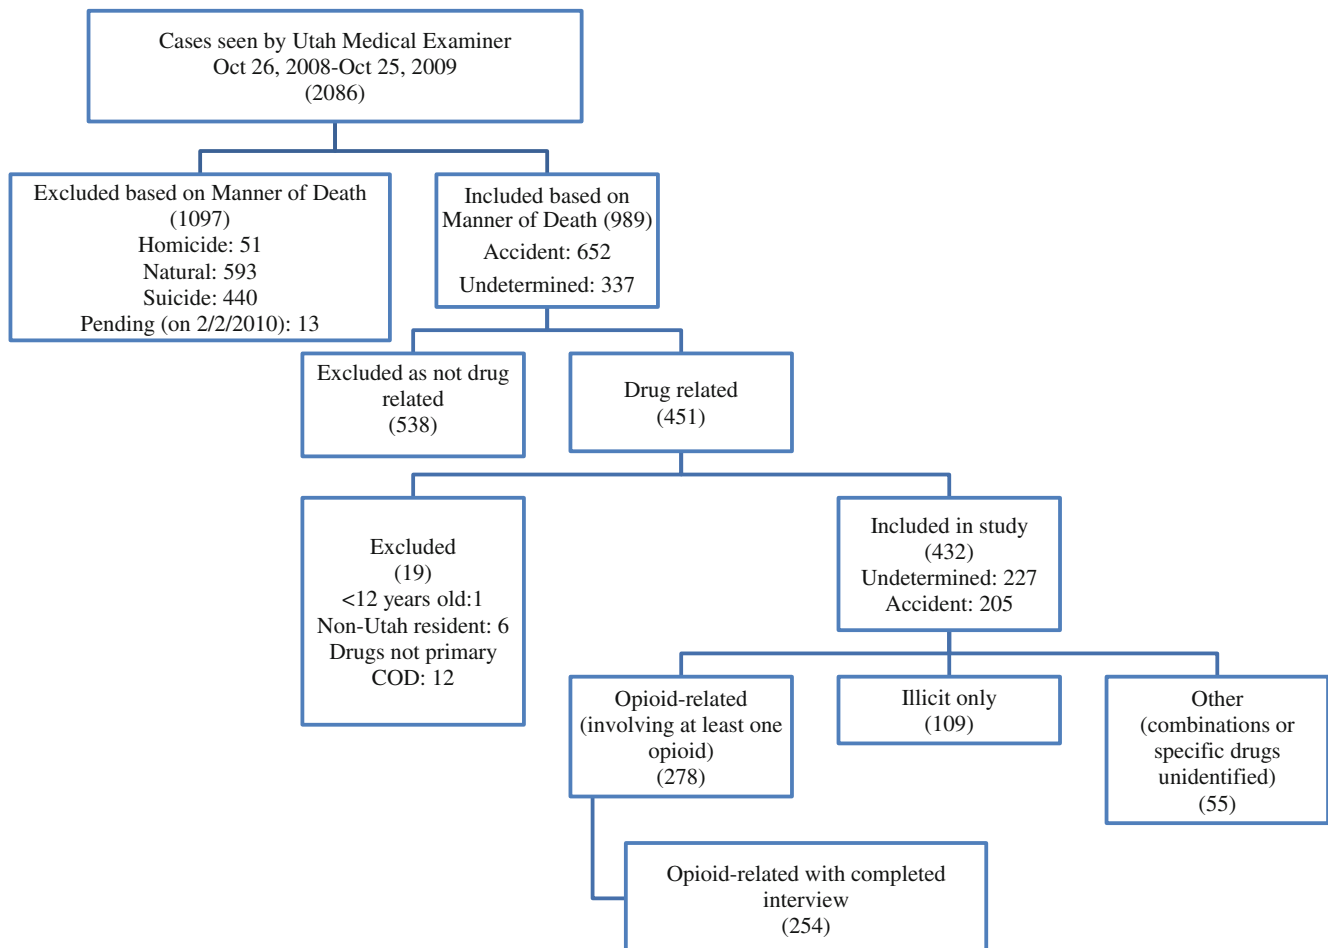 Cases seen by Utah Medical Examiner
Oct 26, 2008-Oct 25, 2009
(2086)
Excluded based on Manner of Death
(1097)
Homicide: 51
Natural: 593
Suicide: 440
Pending (on 2/2/2010): 13
Included based on
Manner of Death (989)
Accident: 652
Undetermined: 337
Excluded as not drug
related
(538)
Drug related
(451)
Excluded
(19)
<12 years old:1
Non-Utah resident: 6
Drugs not primary
COD: 12
Included in study
(432)
Undetermined: 227
Accident: 205
Opioid-related
(involving at least one
opioid)
(278)
Illicit only
(109)
Other
(combinations or
specific drugs
unidentified)
(55)
Opioid-related with completed
interview
(254)